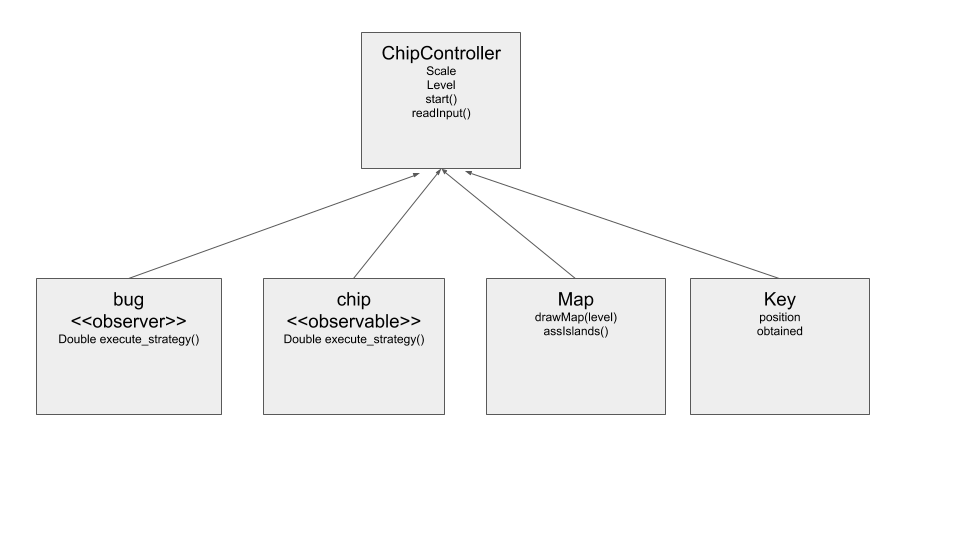 ChipController
Scale
Level
start()
readInput()
bug
<<observer>>
Double execute_strategy()
chip
<<observable>>
Double execute_strategy()
Map
drawMap(level)
assIslands()
Key
position
obtained